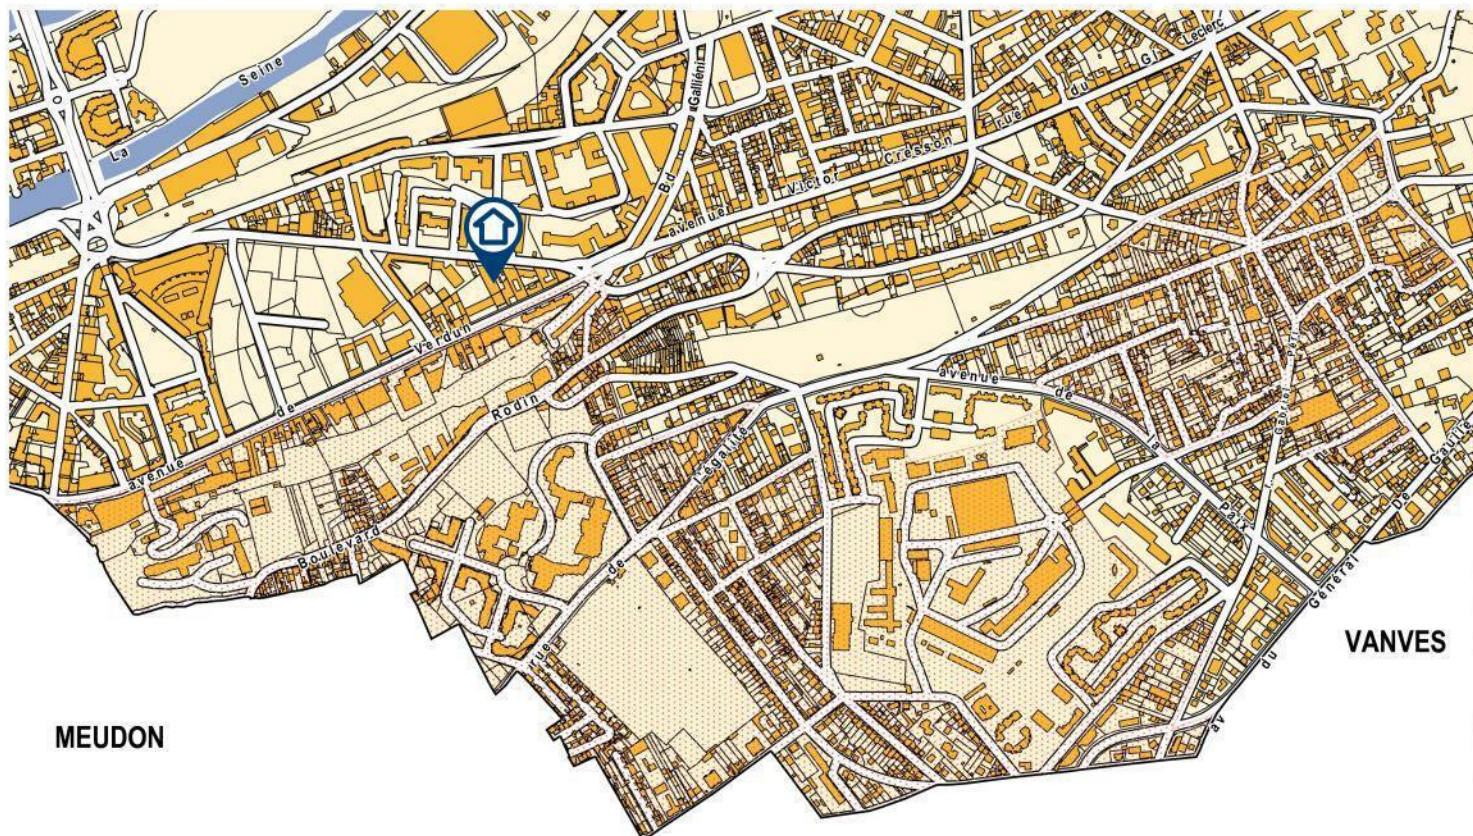 La Seine
Bd Galliéni
rue du Gl Leclerc
avenue Victor Cresson
avenue de Verdun
Boulevard Rodin
rue de l'égalité
avenue de la Paix
r. Gabriel Péri
av du Général De Gaulle
VANVES
MEUDON